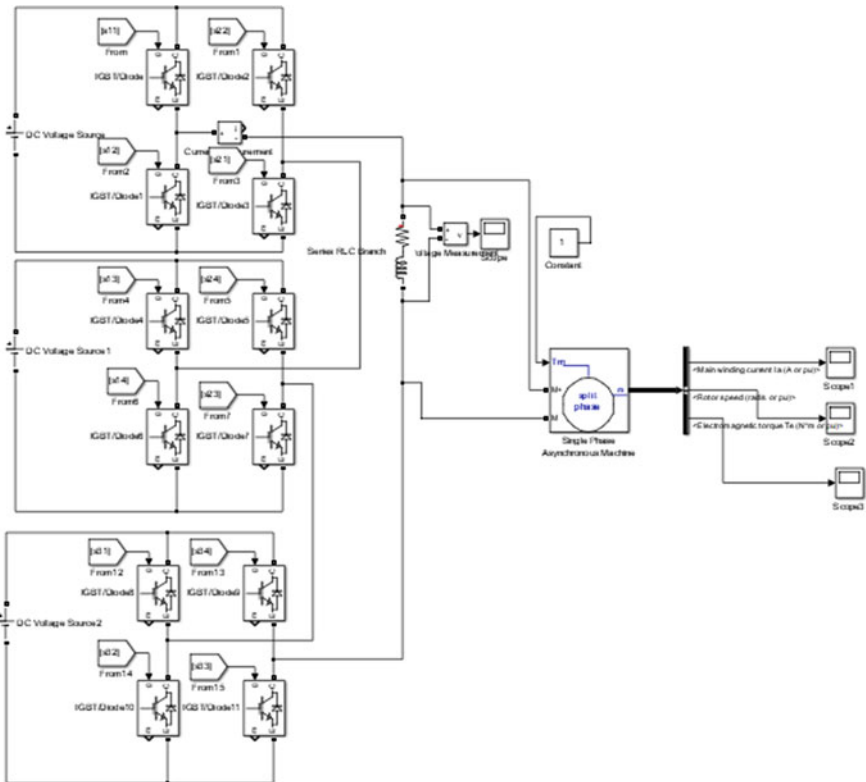 [s11]
From
IGBT/Diode
[s22]
From1
IGBT/Diode2
DC Voltage Source
[s12]
From2
IGBT/Diode1
[s21]
From3
IGBT/Diode3
Series RLC Branch
Voltage Measurement
Scope
1
Constant
[s13]
From4
IGBT/Diode4
[s24]
From5
IGBT/Diode5
DC Voltage Source1
[s14]
From6
IGBT/Diode6
[s23]
From7
IGBT/Diode7
Tm
M+
M-
m
split
phase
Single Phase
Asynchronous Machine
<Main winding current Ia (A or pu)>
Scope1
<Rotor speed (rad/s or pu)>
Scope2
<Electromagnetic torque Te (N*m or pu)>
Scope3
[s31]
From12
IGBT/Diode8
[s34]
From13
IGBT/Diode9
DC Voltage Source2
[s32]
From14
IGBT/Diode10
[s33]
From15
IGBT/Diode11